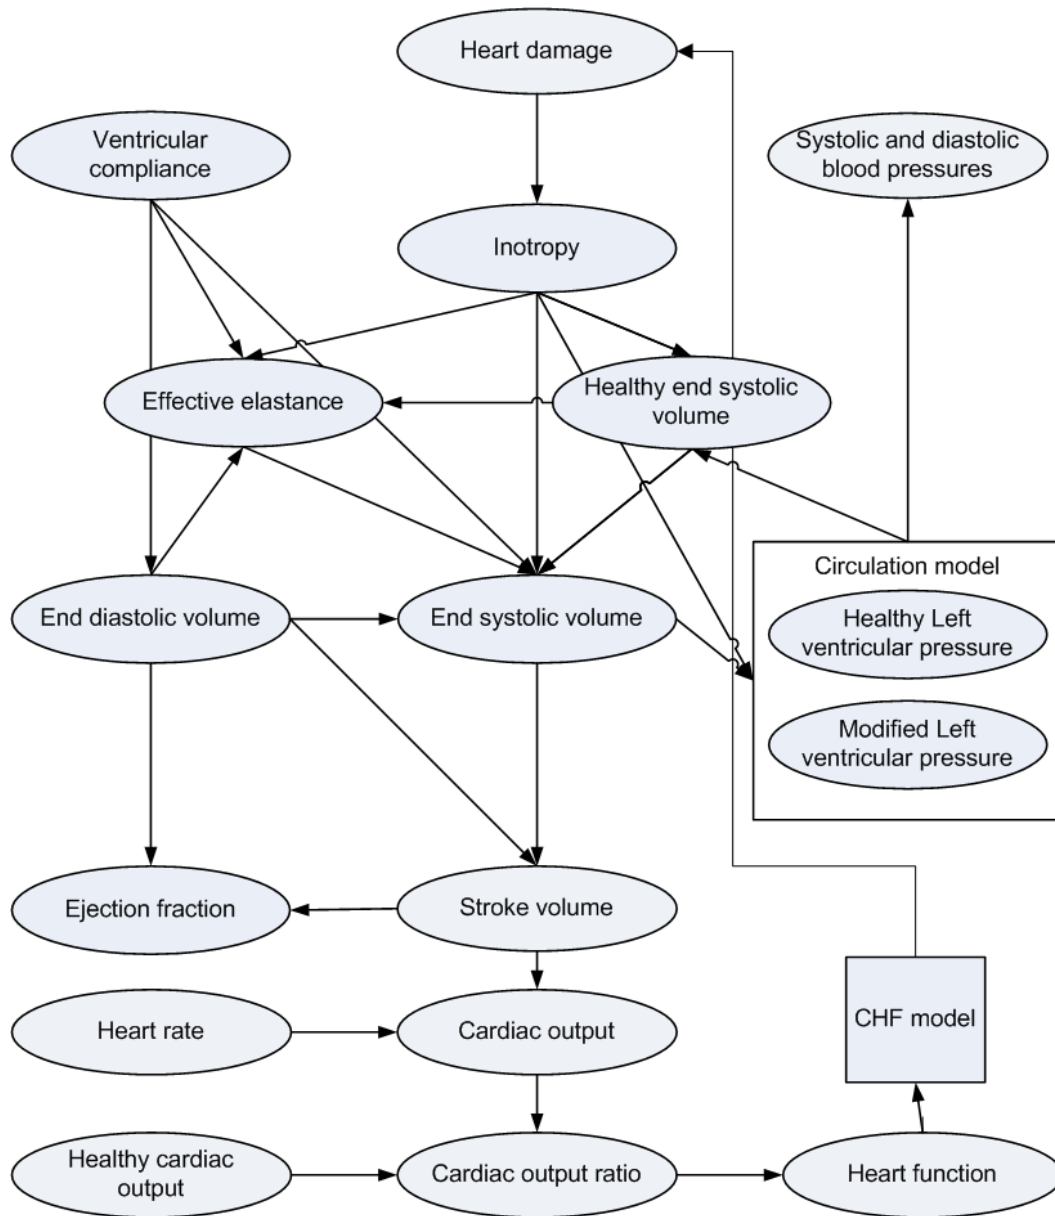 Heart damage
Ventricular
compliance
Systolic and diastolic
blood pressures
Inotropy
Effective elastance
Healthy end systolic
volume
Circulation model
End diastolic volume
End systolic volume
Healthy Left
ventricular pressure
Modified Left
ventricular pressure
Ejection fraction
Stroke volume
Heart rate
Cardiac output
CHF model
Healthy cardiac
output
Cardiac output ratio
Heart function